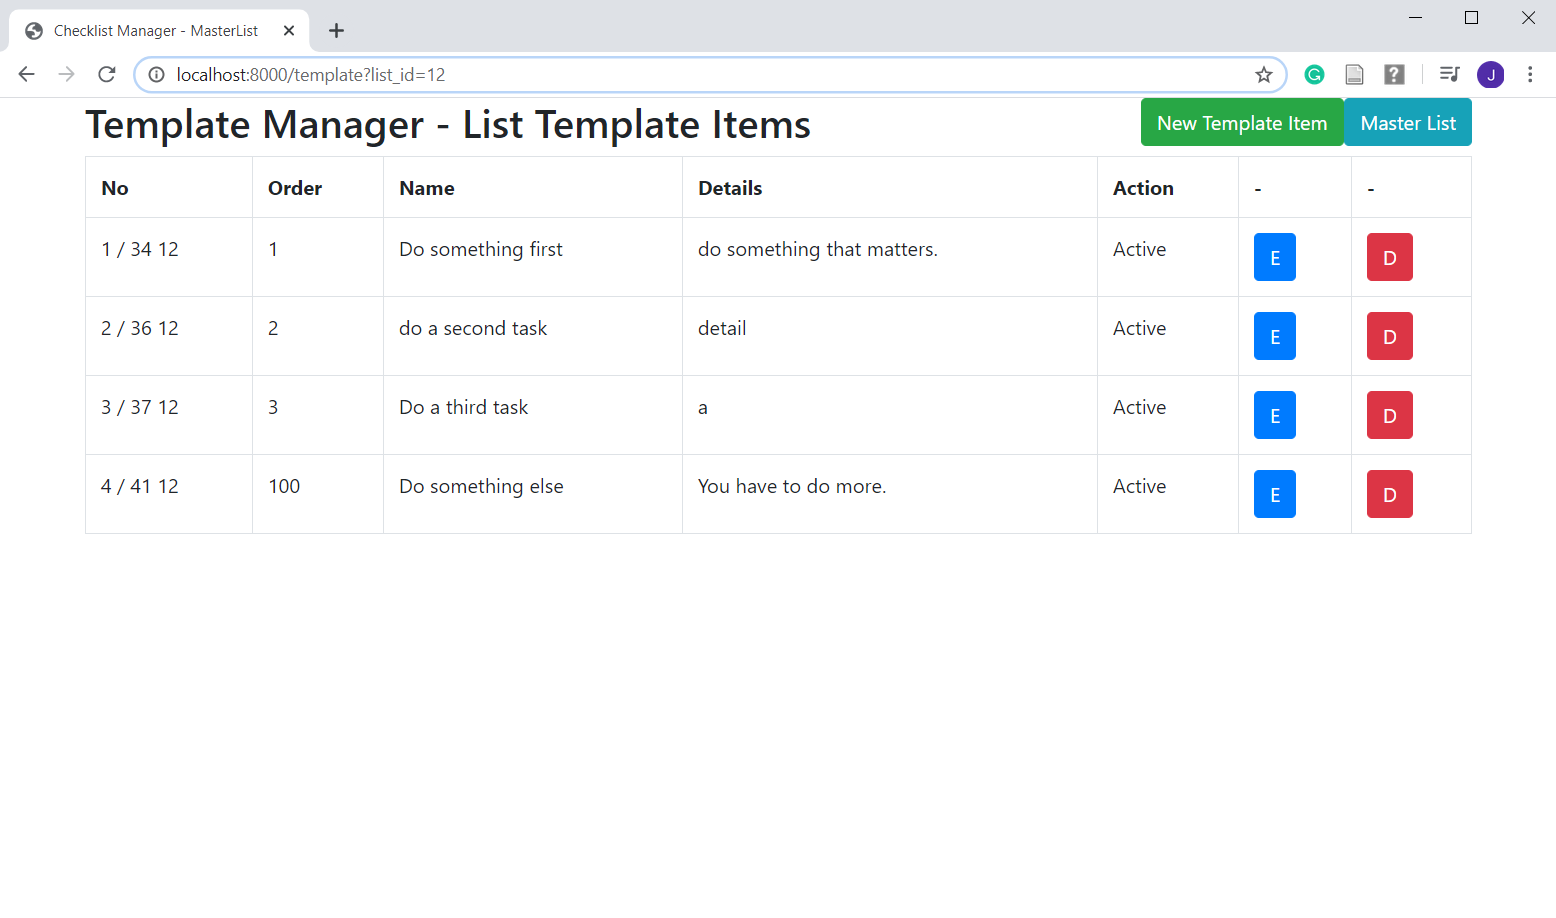 Checklist Manager - MasterList
localhost:8000/template?list_id=12
J
Template Manager - List Template Items
New Template Item Master List
No Order Name Details Action - -
1 / 34 12 1 Do something first do something that matters. Active E D
2 / 36 12 2 do a second task detail Active E D
3 / 37 12 3 Do a third task a Active E D
4 / 41 12 100 Do something else You have to do more. Active E D